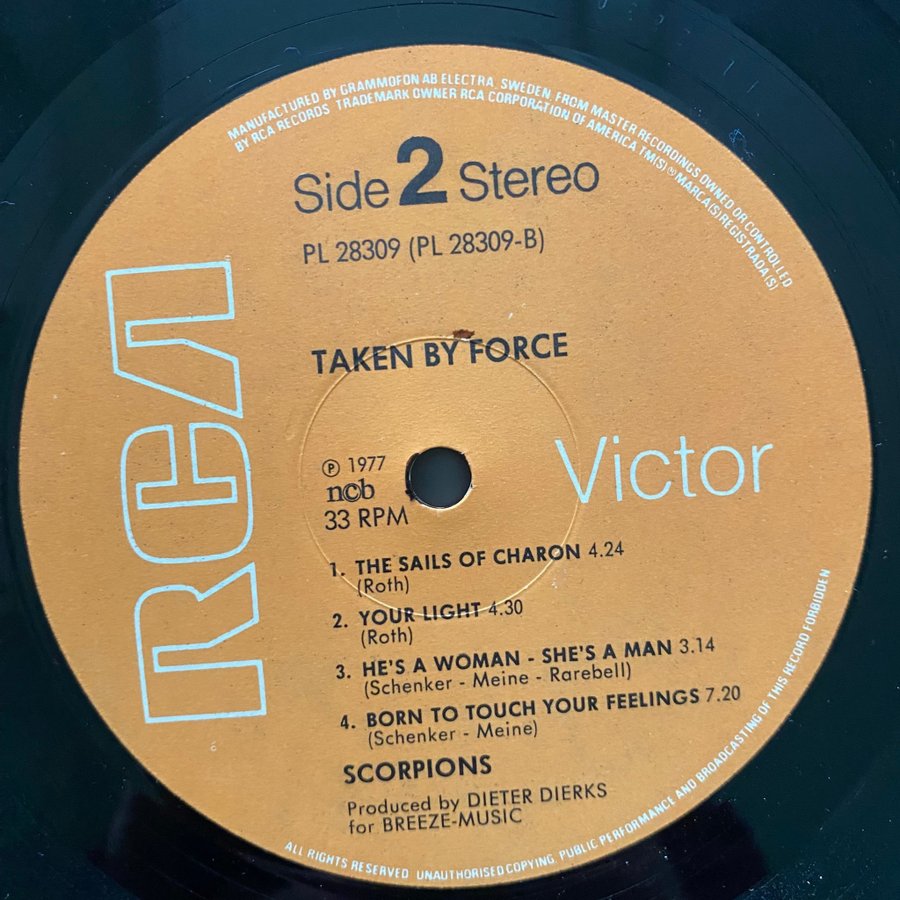 MANUFACTURED BY GRAMMOFON AB ELECTRA, SWEDEN, FROM MASTER RECORDINGS OWNED OR CONTROLLED
BY RCA RECORDS TRADEMARK OWNER RCA CORPORATION OF AMERICA TM(S) ® MARCA(S) REGISTRADA(S)
Side 2 Stereo
PL 28309 (PL 28309-B)
RCA
TAKEN BY FORCE
Victor
℗ 1977
ncb
33 RPM
1. THE SAILS OF CHARON 4.24
(Roth)
2. YOUR LIGHT 4.30
(Roth)
3. HE'S A WOMAN - SHE'S A MAN 3.14
(Schenker - Meine - Rarebell)
4. BORN TO TOUCH YOUR FEELINGS 7.20
(Schenker - Meine)
SCORPIONS
Produced by DIETER DIERKS
for BREEZE-MUSIC
ALL RIGHTS RESERVED UNAUTHORISED COPYING, PUBLIC PERFORMANCE AND BROADCASTING OF THIS RECORD FORBIDDEN